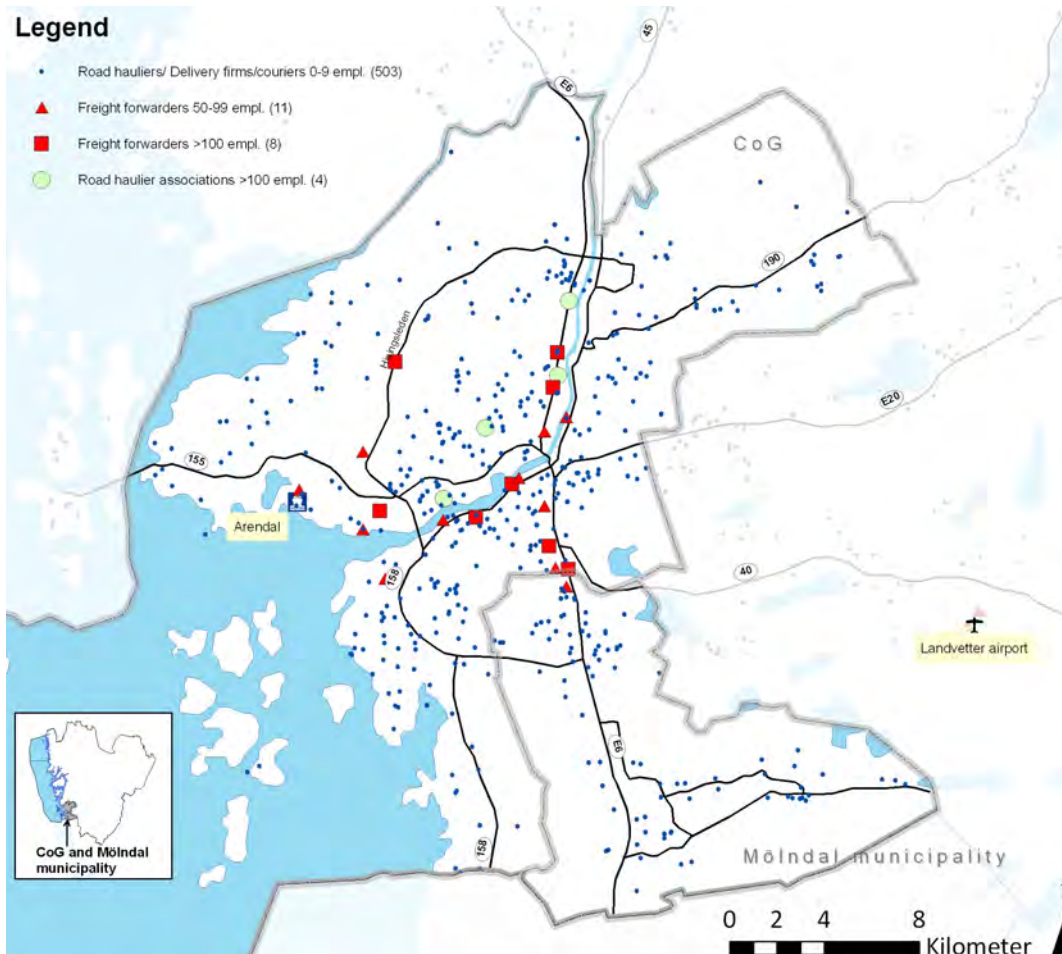 Legend
Road hauliers/ Delivery firms/couriers 0-9 empl. (503)
Freight forwarders 50-99 empl. (11)
Freight forwarders >100 empl. (8)
Road haulier associations >100 empl. (4)
45
E6
CoG
190
Hisingsleden
E20
155
Arendal
158
40
Landvetter airport
E6
CoG and Mölndal
municipality
158
Mölndal municipality
0 2 4 8
Kilometer